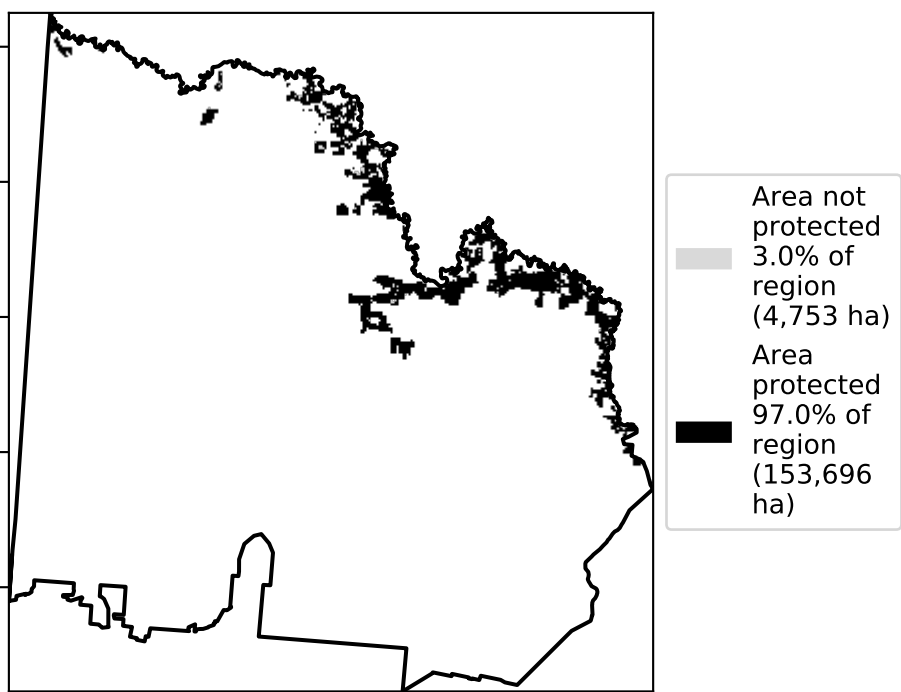 Area not
protected
3.0% of
region
(4,753 ha)
Area
protected
97.0% of
region
(153,696
ha)